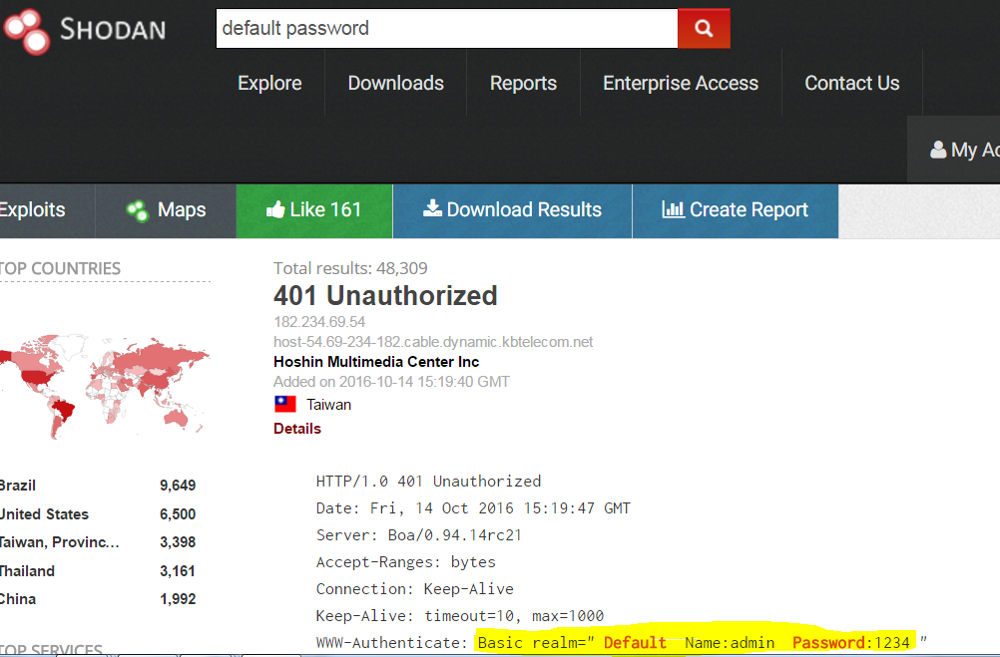 SHODAN
default password
Explore Downloads Reports Enterprise Access Contact Us
My Ac
Exploits Maps Like 161 Download Results Create Report
TOP COUNTRIES
Brazil 9,649
United States 6,500
Taiwan, Provinc... 3,398
Thailand 3,161
China 1,992
TOP SERVICES
Total results: 48,309
401 Unauthorized
182.234.69.54
host-54.69-234-182.cable.dynamic.kbtelecom.net
Hoshin Multimedia Center Inc
Added on 2016-10-14 15:19:40 GMT
Taiwan
Details
HTTP/1.0 401 Unauthorized
Date: Fri, 14 Oct 2016 15:19:47 GMT
Server: Boa/0.94.14rc21
Accept-Ranges: bytes
Connection: Keep-Alive
Keep-Alive: timeout=10, max=1000
WWW-Authenticate: Basic realm=" Default Name:admin Password:1234 "